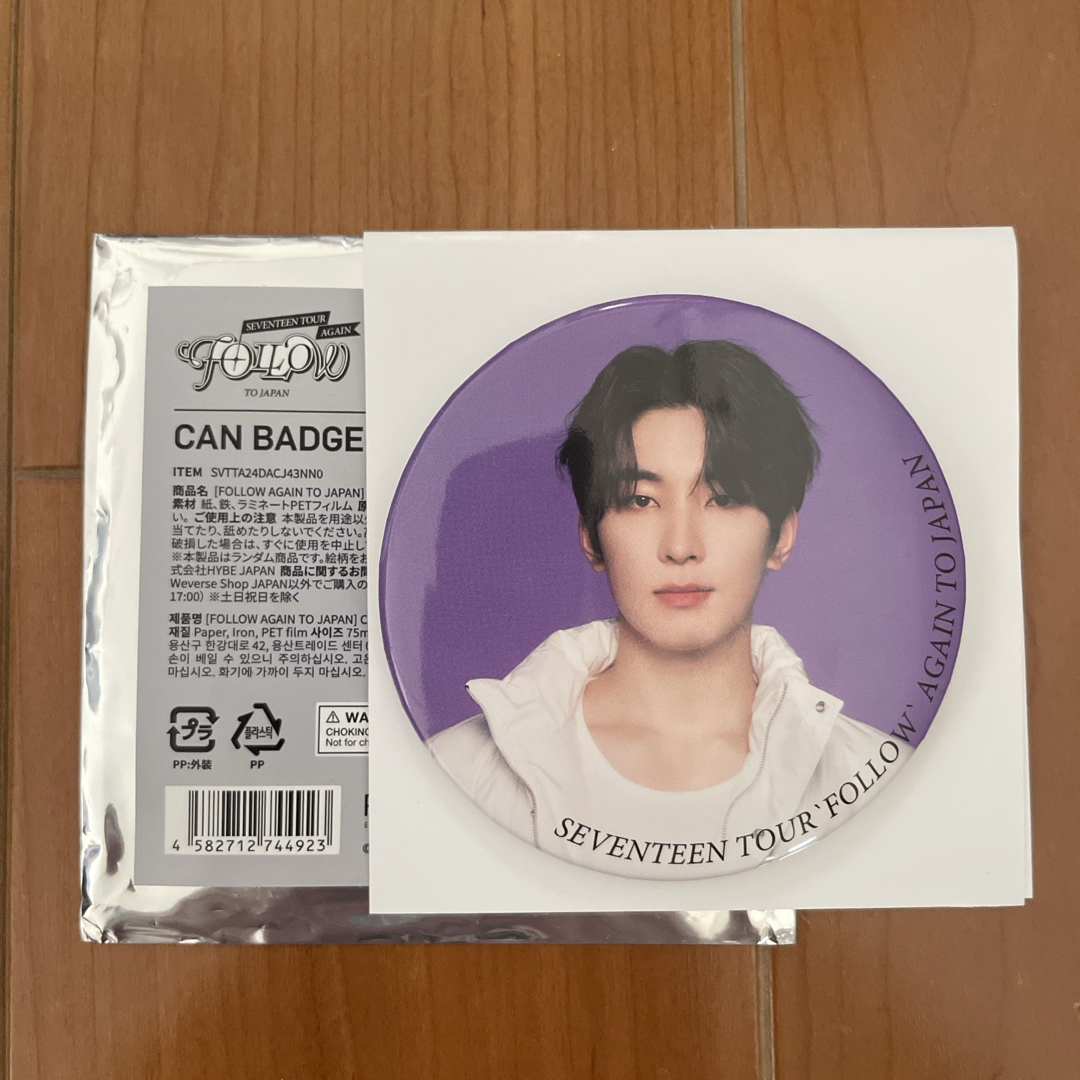 SEVENTEEN TOUR
AGAIN
FOLLOW
TO JAPAN
CAN BADGE
ITEM SVTTA24DACJ43NN0
商品名 [FOLLOW AGAIN TO JAPAN]
素材 紙、鉄、ラミネートPETフィルム
い。ご使用上の注意 本製品を用途以
当てたり、舐めたりしないでください。
破損した場合は、すぐに使用を中止し
※本製品はランダム商品です。絵柄をお
式会社HYBE JAPAN 商品に関するお問
Weverse Shop JAPAN以外でご購入の
17:00) ※土日祝日を除く
제품명 [FOLLOW AGAIN TO JAPAN] C
재질 Paper, Iron, PET film 사이즈 75m
용산구 한강대로 42, 용산트레이드 센터
손이 베일 수 있으니 주의하십시오. 고온
마십시오. 화기에 가까이 두지 마십시오.
プラ
PP:外装
플라스틱
PP
WA
CHOKING
Not for ch
4 582712 744923
SEVENTEEN TOUR `FOLLOW` AGAIN TO JAPAN